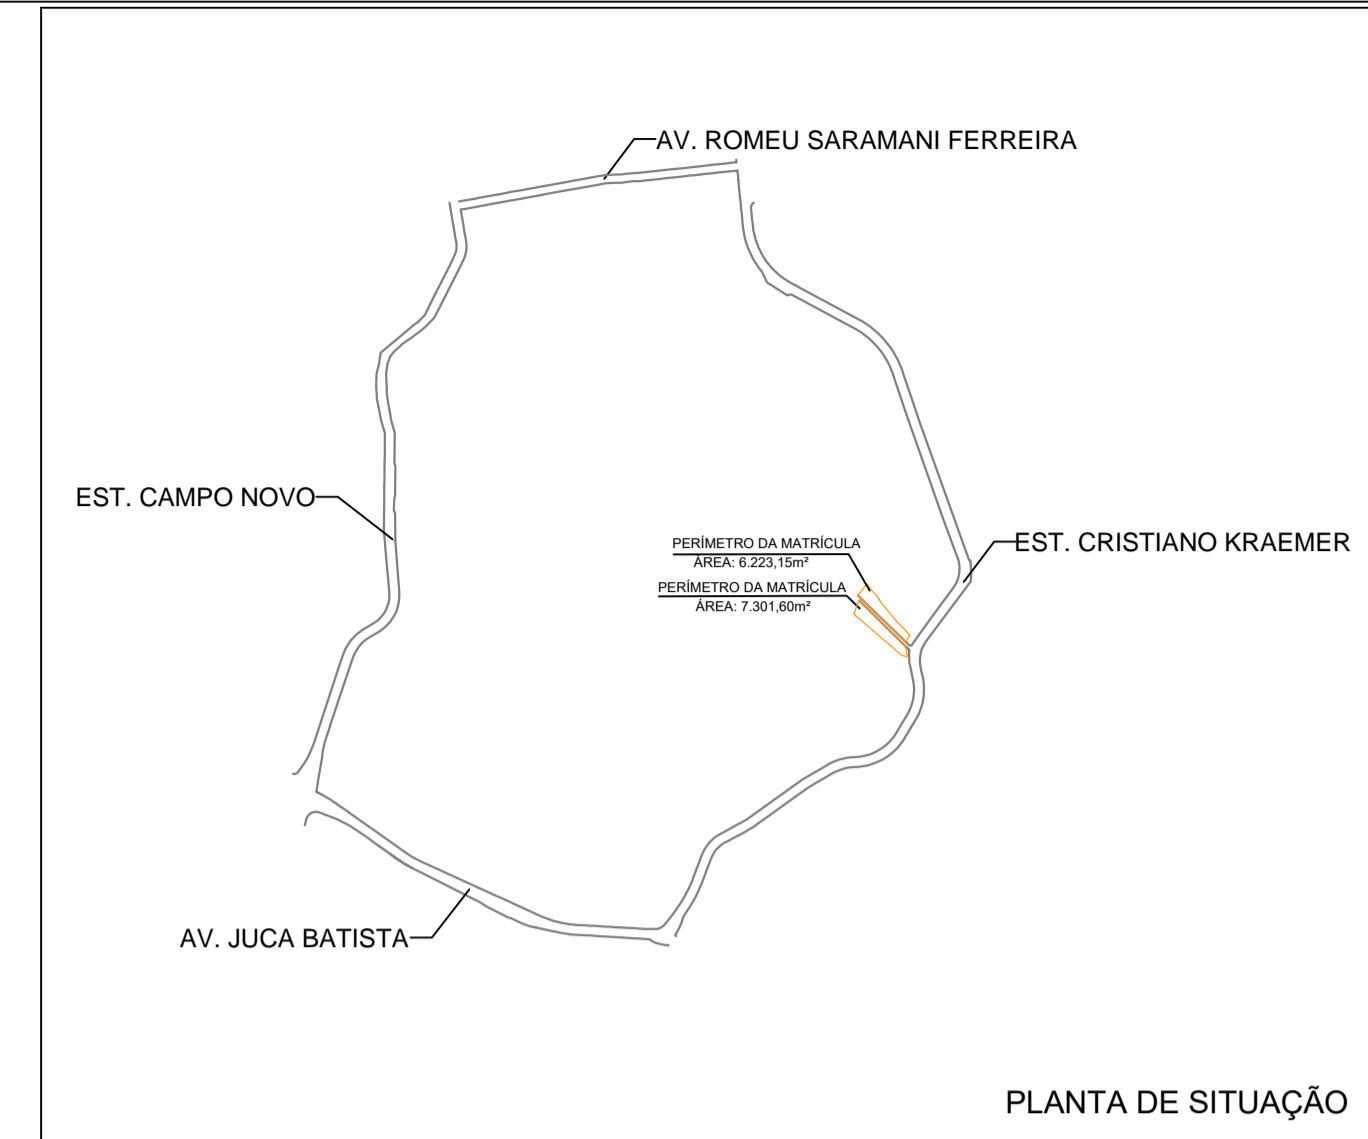 AV. ROMEU SARAMANI FERREIRA
EST. CAMPO NOVO
PERÍMETRO DA MATRÍCULA
ÁREA: 6.223,15m²
EST. CRISTIANO KRAEMER
PERÍMETRO DA MATRÍCULA
ÁREA: 7.301,60m²
AV. JUCA BATISTA
PLANTA DE SITUAÇÃO